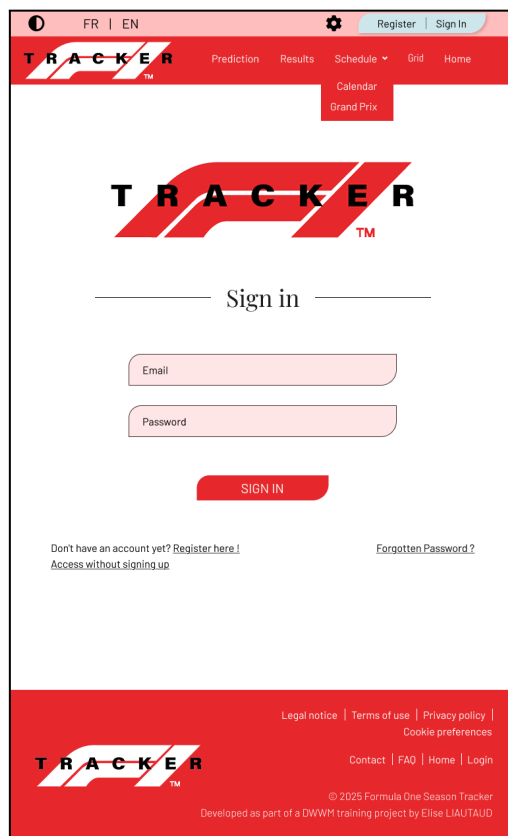 FR | EN
Register | Sign In
TRACKER
TM
Prediction Results Schedule Grid Home
Calendar
Grand Prix
TRACKER
TM
Sign in
Email
Password
SIGN IN
Don't have an account yet? Register here ! Forgotten Password ?
Access without signing up
Legal notice | Terms of use | Privacy policy |
Cookie preferences
TRACKER
TM
Contact | FAQ | Home | Login
© 2025 Formula One Season Tracker
Developed as part of a DWWM training project by Elise LIAUTAUD